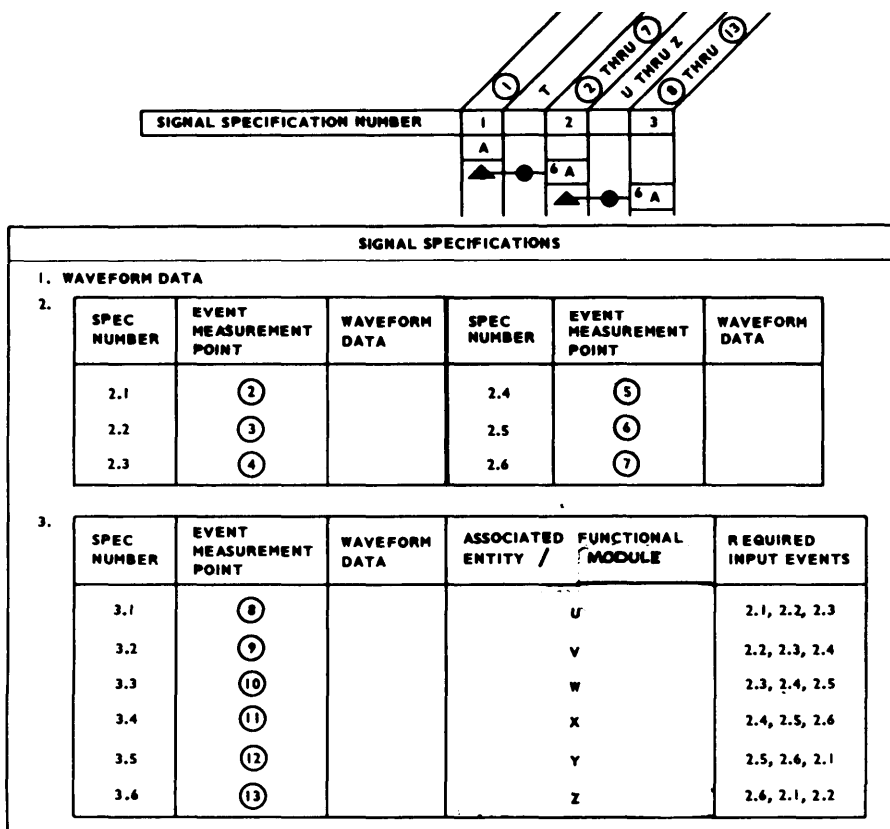 ① T ② THRU ⑦ U THRU Z ⑧ THRU ⑬
SIGNAL SPECIFICATION NUMBER 1 2 3
A
6 A
6 A
SIGNAL SPECIFICATIONS
1. WAVEFORM DATA
2.
SPEC NUMBER EVENT MEASUREMENT POINT WAVEFORM DATA SPEC NUMBER EVENT MEASUREMENT POINT WAVEFORM DATA
2.1 ② 2.4 ⑤
2.2 ③ 2.5 ⑥
2.3 ④ 2.6 ⑦
3.
SPEC NUMBER EVENT MEASUREMENT POINT WAVEFORM DATA ASSOCIATED FUNCTIONAL ENTITY / MODULE REQUIRED INPUT EVENTS
3.1 ⑧ U 2.1, 2.2, 2.3
3.2 ⑨ V 2.2, 2.3, 2.4
3.3 ⑩ W 2.3, 2.4, 2.5
3.4 ⑪ X 2.4, 2.5, 2.6
3.5 ⑫ Y 2.5, 2.6, 2.1
3.6 ⑬ Z 2.6, 2.1, 2.2